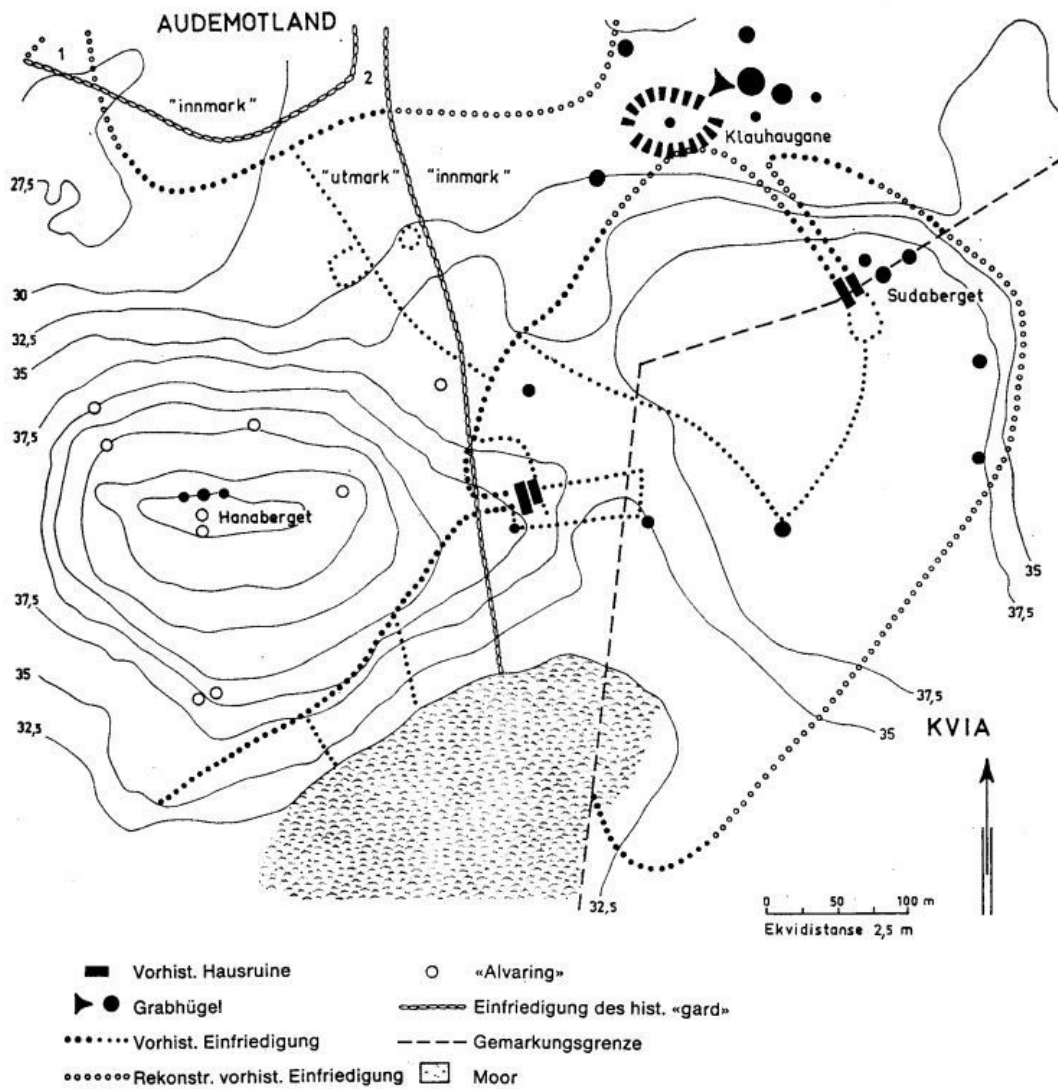 AUDEMOTLAND
1
2
"innmark"
Klauhaugane
27,5
"utmark"
"innmark"
30
Sudaberget
32,5
35
37,5
Hanaberget
35
37,5
37,5
35
37,5
35
KVIA
32,5
32,5
0 50 100 m
Ekvidistanse 2,5 m
Vorhist. Hausruine
«Alvaring»
Grabhügel
Einfriedigung des hist. «gard»
Vorhist. Einfriedigung
Gemarkungsgrenze
Rekonstr. vorhist. Einfriedigung
Moor